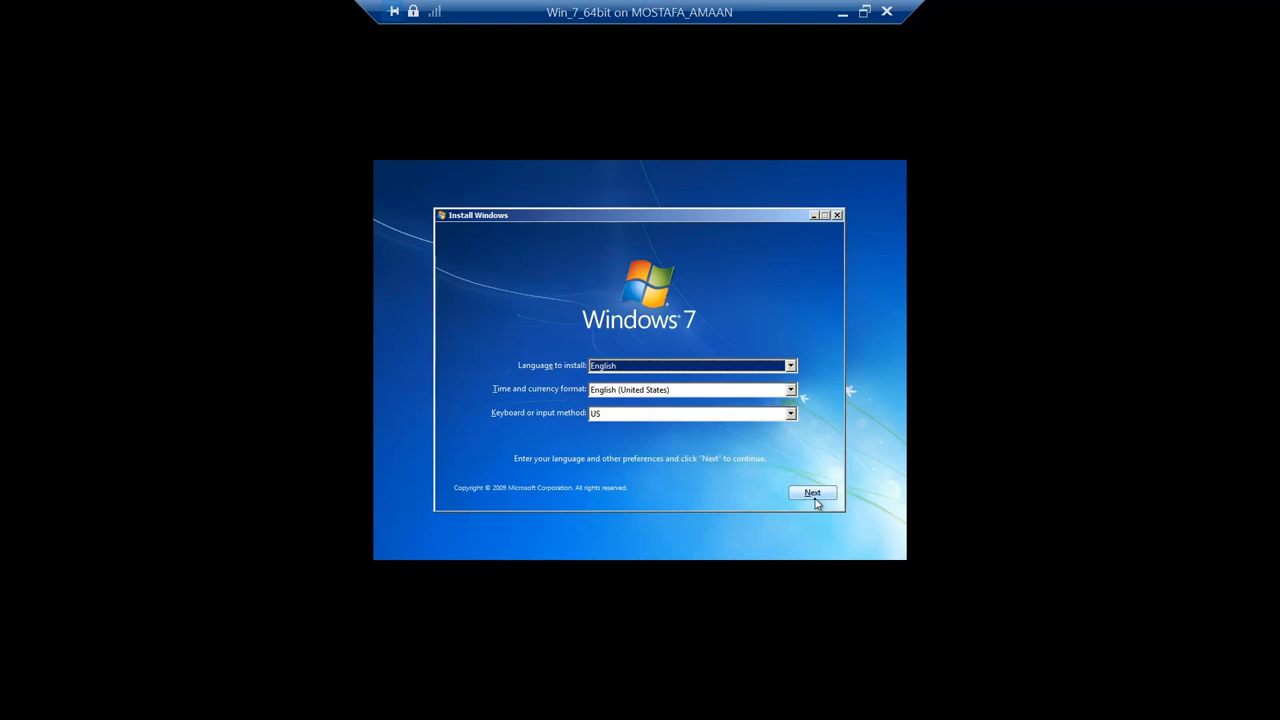 Win_7_64bit on MOSTAFA_AMAAN
Install Windows
Windows 7
Language to install: English
Time and currency format: English (United States)
Keyboard or input method: US
Enter your language and other preferences and click "Next" to continue.
Copyright © 2009 Microsoft Corporation. All rights reserved.
Next